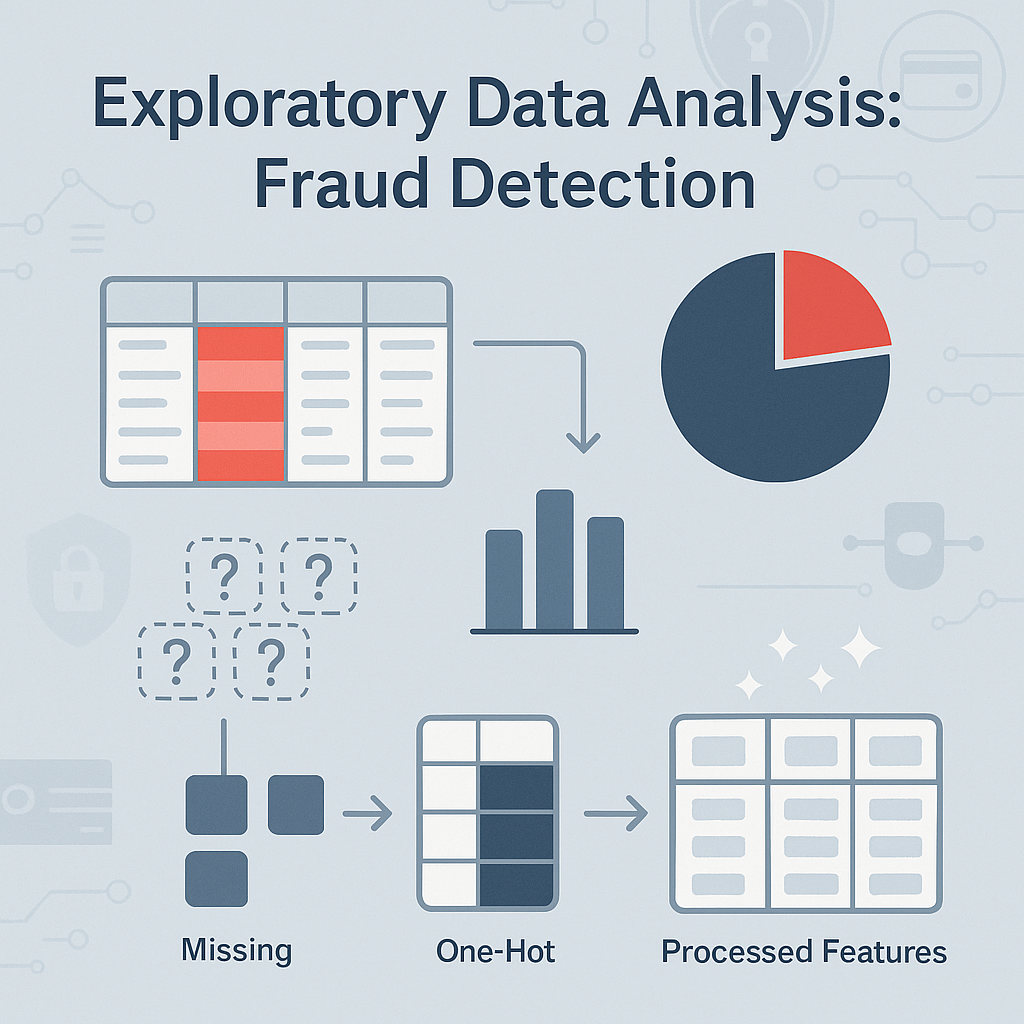 Exploratory Data Analysis:
Fraud Detection
? ?
? ?
Missing
One-Hot
Processed Features